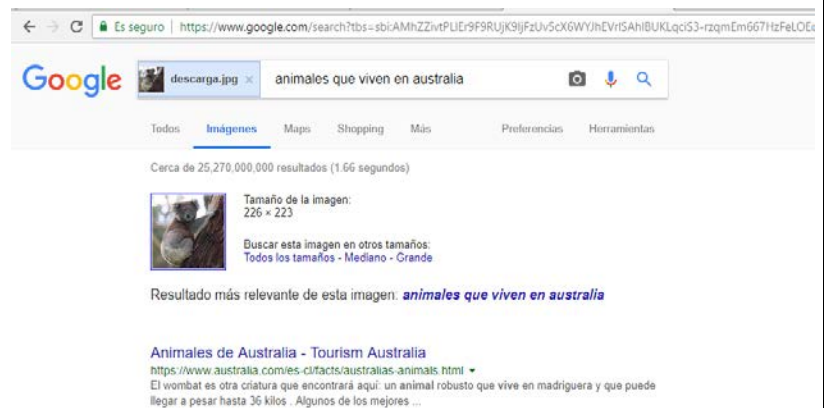 Es seguro | https://www.google.com/search?tbs=sbi:
Google descarga.jpg × animales que viven en australia
Todos Imágenes Maps Shopping Más Preferencias Herramientas
Cerca de 25,270,000,000 resultados (1.66 segundos)
Tamaño de la imagen:
226 × 223
Buscar esta imagen en otros tamaños:
Todos los tamaños - Mediano - Grande
Resultado más relevante de esta imagen: animales que viven en australia
Animales de Australia - Tourism Australia
https://www.australia.com/es-cl/facts/australias-animals.html
El wombat es otra criatura que encontrará aquí: un animal robusto que vive en madriguera y que puede
llegar a pesar hasta 36 kilos . Algunos de los mejores ...